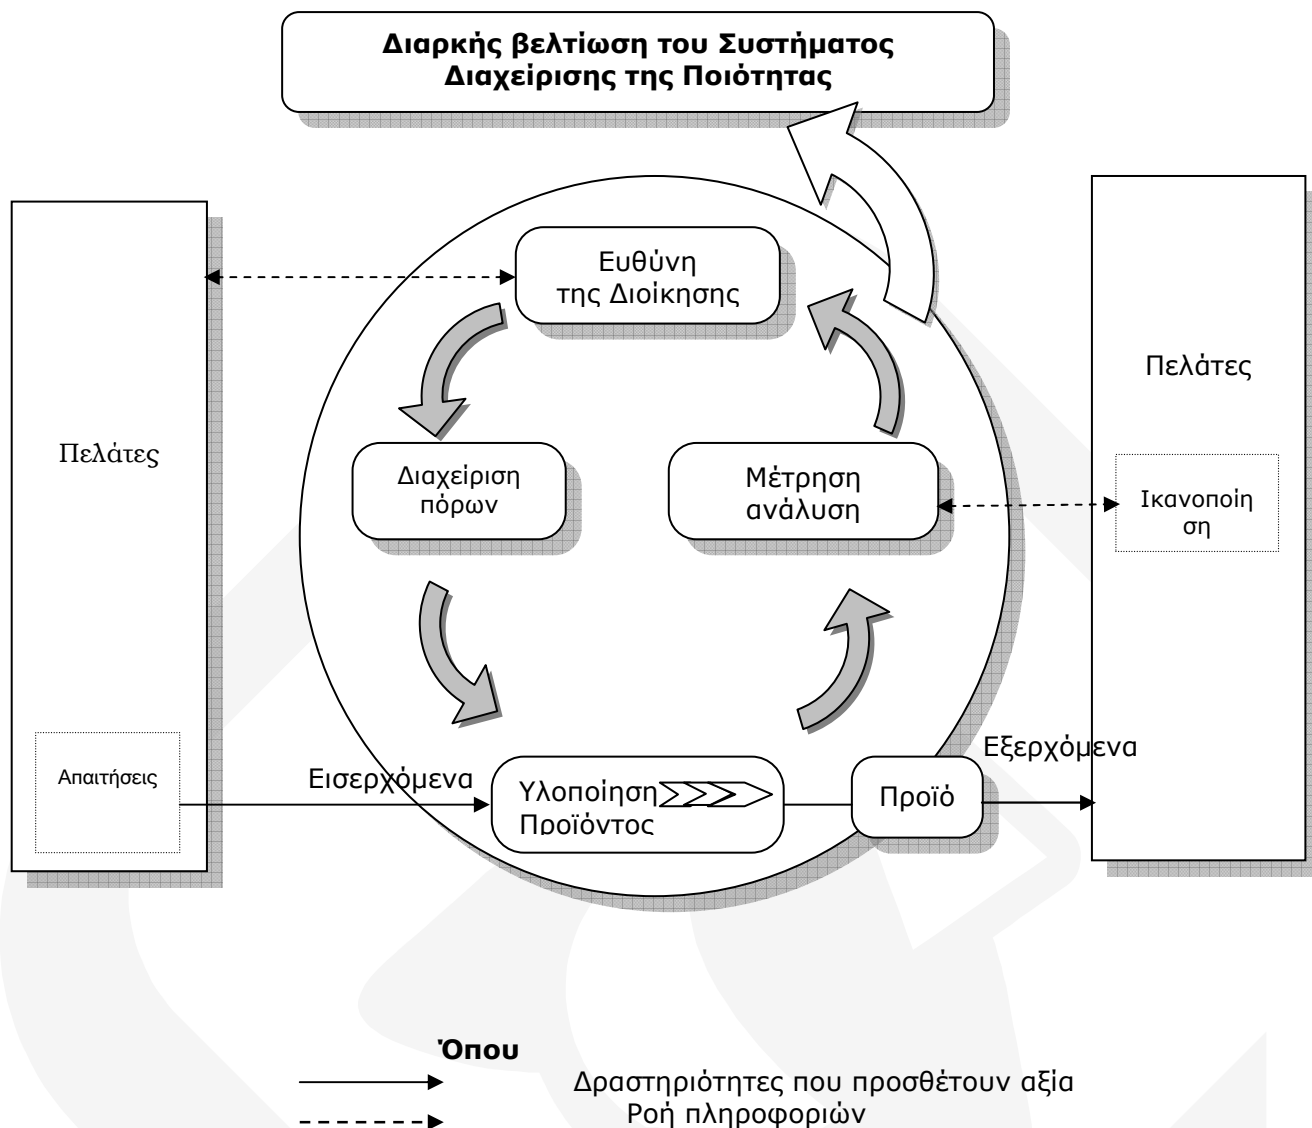 Διαρκής βελτίωση του Συστήματος
Διαχείρισης της Ποιότητας
Ευθύνη
της Διοίκησης
Πελάτες
Πελάτες
Διαχείριση
πόρων
Μέτρηση
ανάλυση
Ικανοποίη
ση
Απαιτήσεις
Εισερχόμενα
Υλοποίηση
Προϊόντος
Προϊό
Εξερχόμενα
Όπου
Δραστηριότητες που προσθέτουν αξία
Ροή πληροφοριών